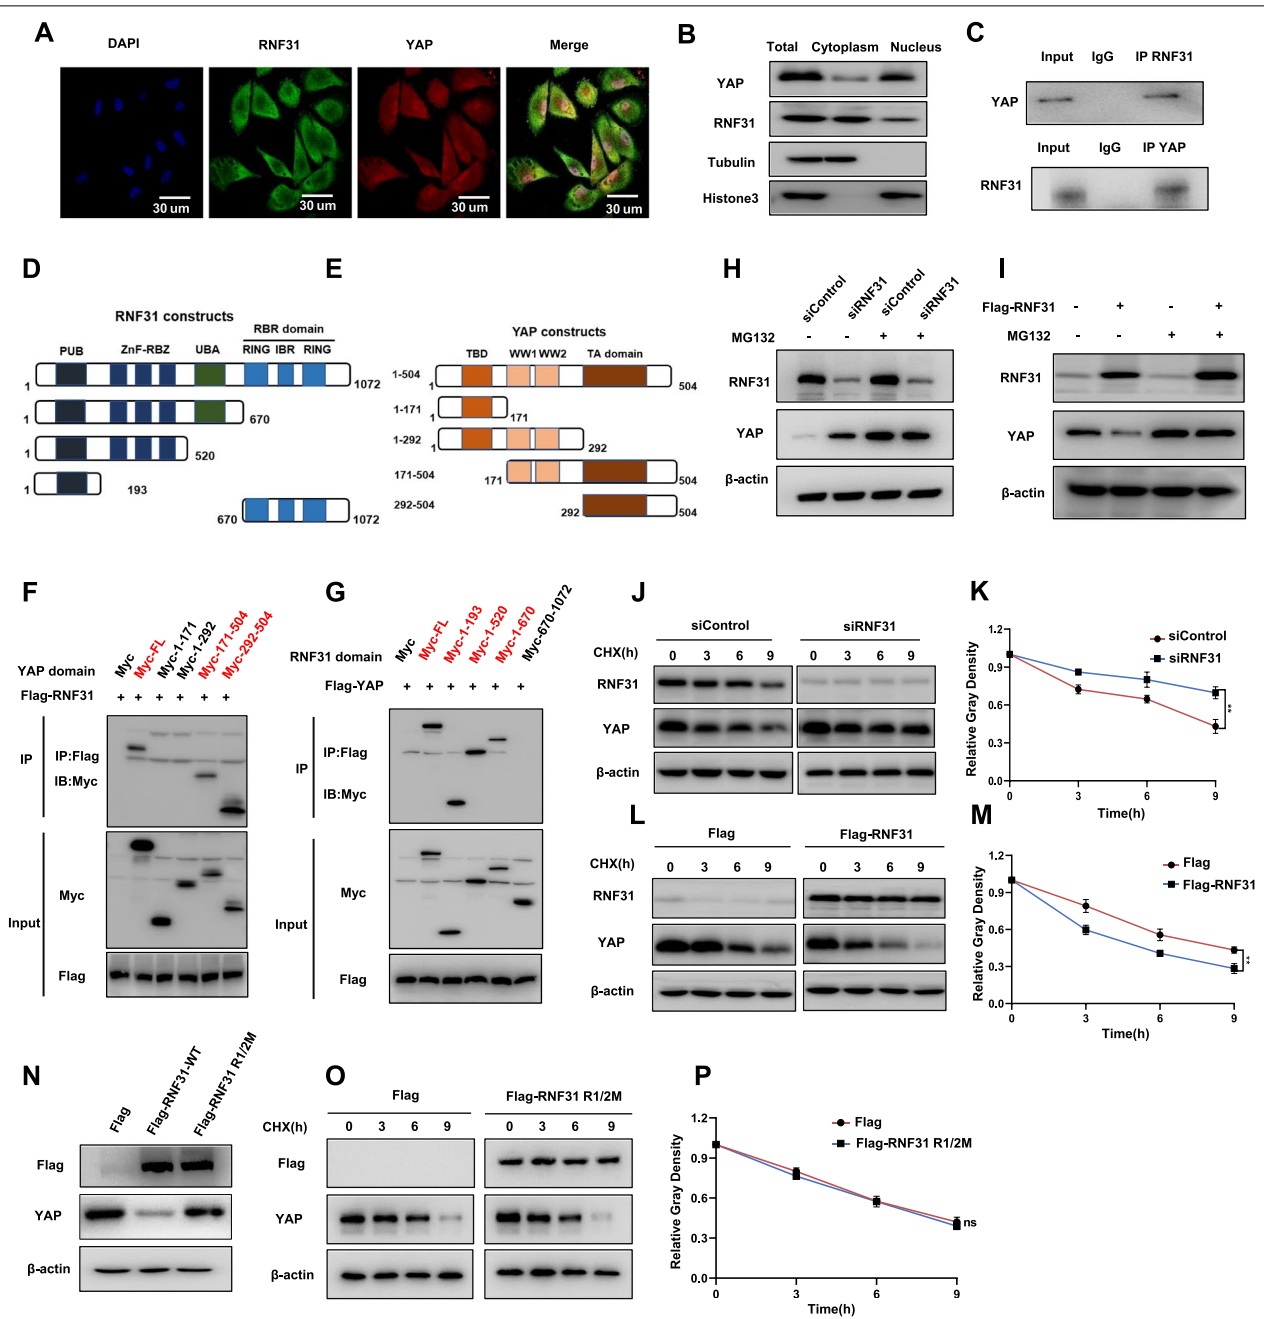 A
DAPI
RNF31
YAP
Merge
30 um
30 um
30 um
30 um
B
Total Cytoplasm Nucleus
YAP
RNF31
Tubulin
Histone3
C
Input IgG IP RNF31
YAP
Input IgG IP YAP
RNF31
D
RNF31 constructs
RBR domain
PUB ZnF-RBZ UBA RING IBR RING
1 1072
1 670
1 520
1 193
670 1072
E
YAP constructs
TBD WW1 WW2 TA domain
1-504 1 504
1-171 1 171
1-292 1 292
171-504 171 504
292-504 292 504
H
siControl siRNF31 siControl siRNF31
MG132 - - + +
RNF31
YAP
β-actin
I
Flag-RNF31 - + - +
MG132 - - + +
RNF31
YAP
β-actin
F
Myc Myc-FL Myc-1-171 Myc-1-292 Myc-171-504 Myc-292-504
YAP domain
Flag-RNF31 + + + + + +
IP
IP:Flag
IB:Myc
Input
Myc
Flag
G
Myc Myc-FL Myc-1-193 Myc-1-520 Myc-1-670 Myc-670-1072
RNF31 domain
Flag-YAP + + + + + +
IP
IP:Flag
IB:Myc
Input
Myc
Flag
J
siControl siRNF31
CHX(h) 0 3 6 9 0 3 6 9
RNF31
YAP
β-actin
K
Relative Gray Density
1.2
0.9
0.6
0.3
0.0
0 3 6 9
Time(h)
siControl
siRNF31
**
L
Flag Flag-RNF31
CHX(h) 0 3 6 9 0 3 6 9
RNF31
YAP
β-actin
M
Relative Gray Density
1.2
0.9
0.6
0.3
0.0
0 3 6 9
Time(h)
Flag
Flag-RNF31
**
N
Flag Flag-RNF31-WT Flag-RNF31 R1/2M
Flag
YAP
β-actin
O
Flag Flag-RNF31 R1/2M
CHX(h) 0 3 6 9 0 3 6 9
Flag
YAP
β-actin
P
Relative Gray Density
1.2
0.9
0.6
0.3
0.0
0 3 6 9
Time(h)
Flag
Flag-RNF31 R1/2M
ns